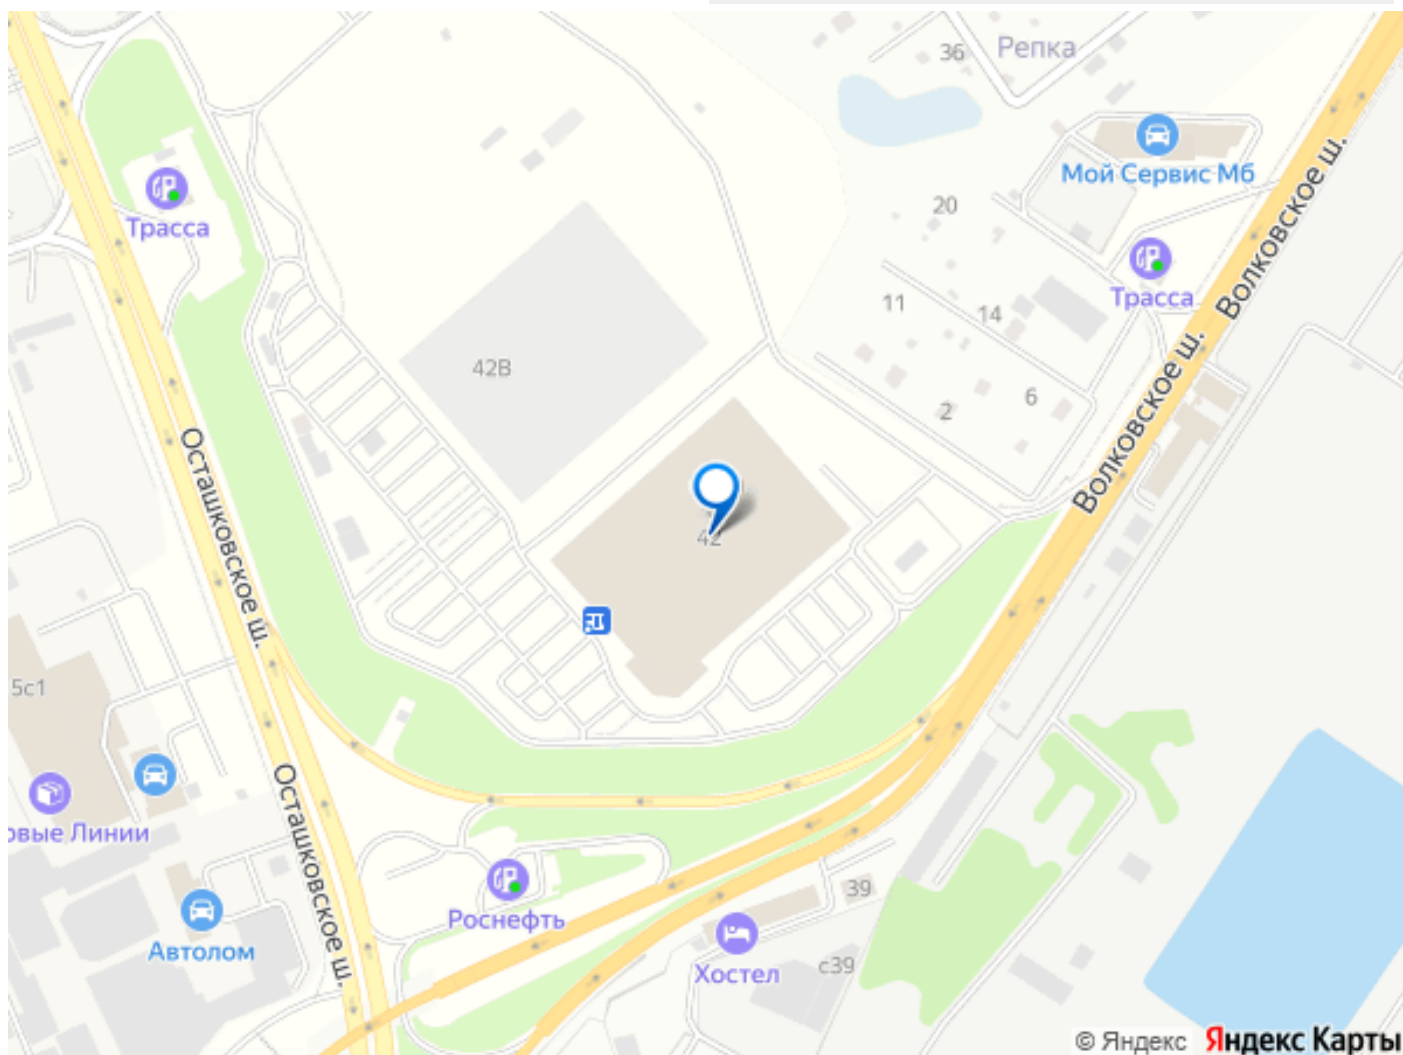 36
Репка
Мой Сервис Мб
Трасса
20
Волковское ш.
Трасса
11
14
42В
6
2
Волковское ш.
Осташковское ш.
42
5с1
Осташковское ш.
овые Линии
39
Роснефть
Автолом
Хостел
с39
© Яндекс Яндекс Карты